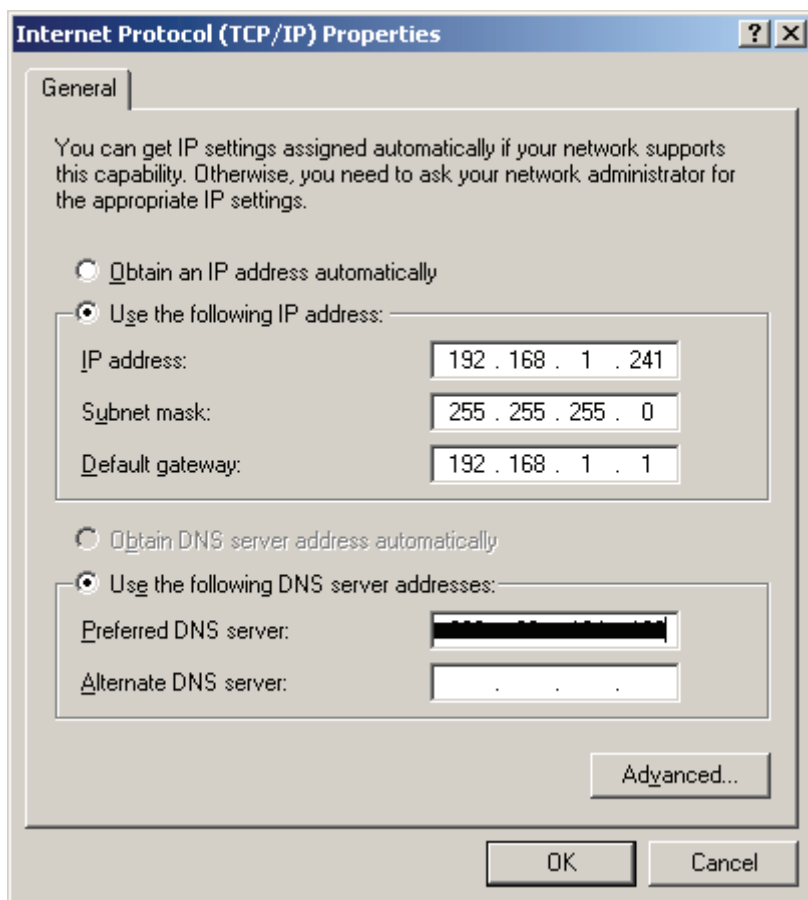 Internet Protocol (TCP/IP) Properties
General
You can get IP settings assigned automatically if your network supports
this capability. Otherwise, you need to ask your network administrator for
the appropriate IP settings.
Obtain an IP address automatically
Use the following IP address:
IP address: 192 . 168 . 1 . 241
Subnet mask: 255 . 255 . 255 . 0
Default gateway: 192 . 168 . 1 . 1
Obtain DNS server address automatically
Use the following DNS server addresses:
Preferred DNS server:
Alternate DNS server: . . .
Advanced...
OK Cancel